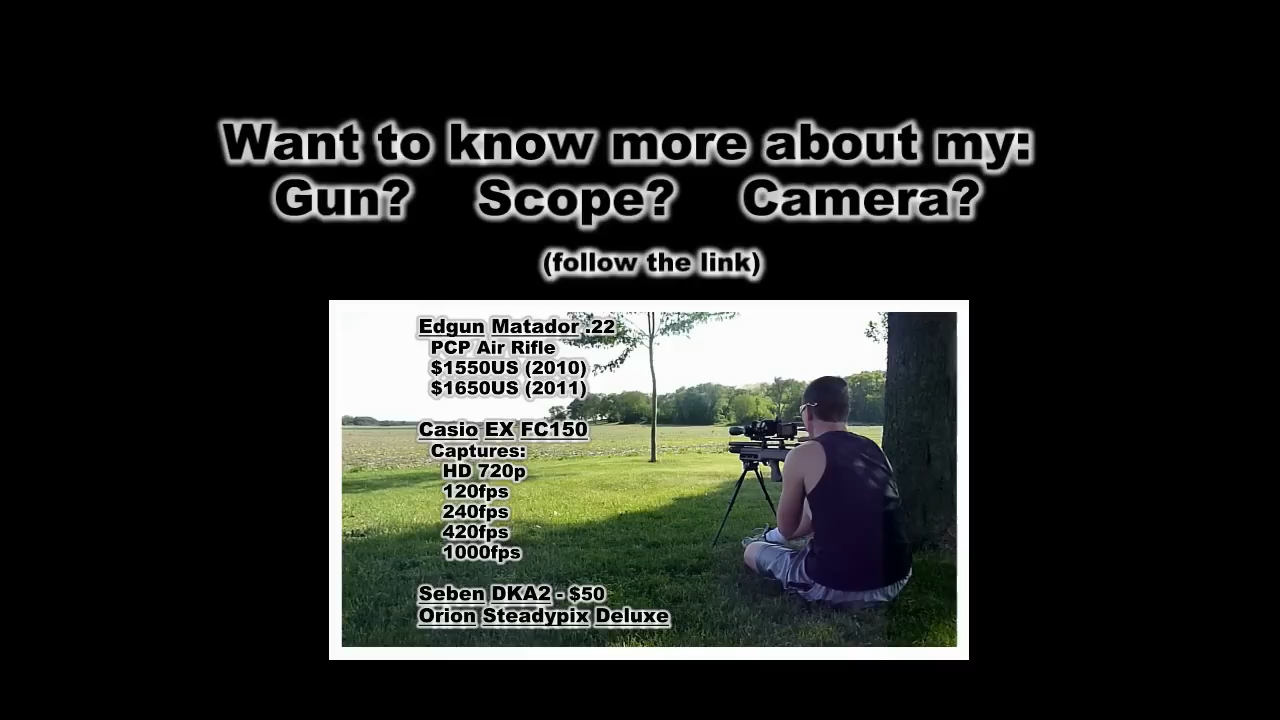 Want to know more about my:
Gun? Scope? Camera?
(follow the link)
Edgun Matador .22
PCP Air Rifle
$1550US (2010)
$1650US (2011)
Casio EX FC150
Captures:
HD 720p
120fps
240fps
420fps
1000fps
Seben DKA2 - $50
Orion Steadypix Deluxe